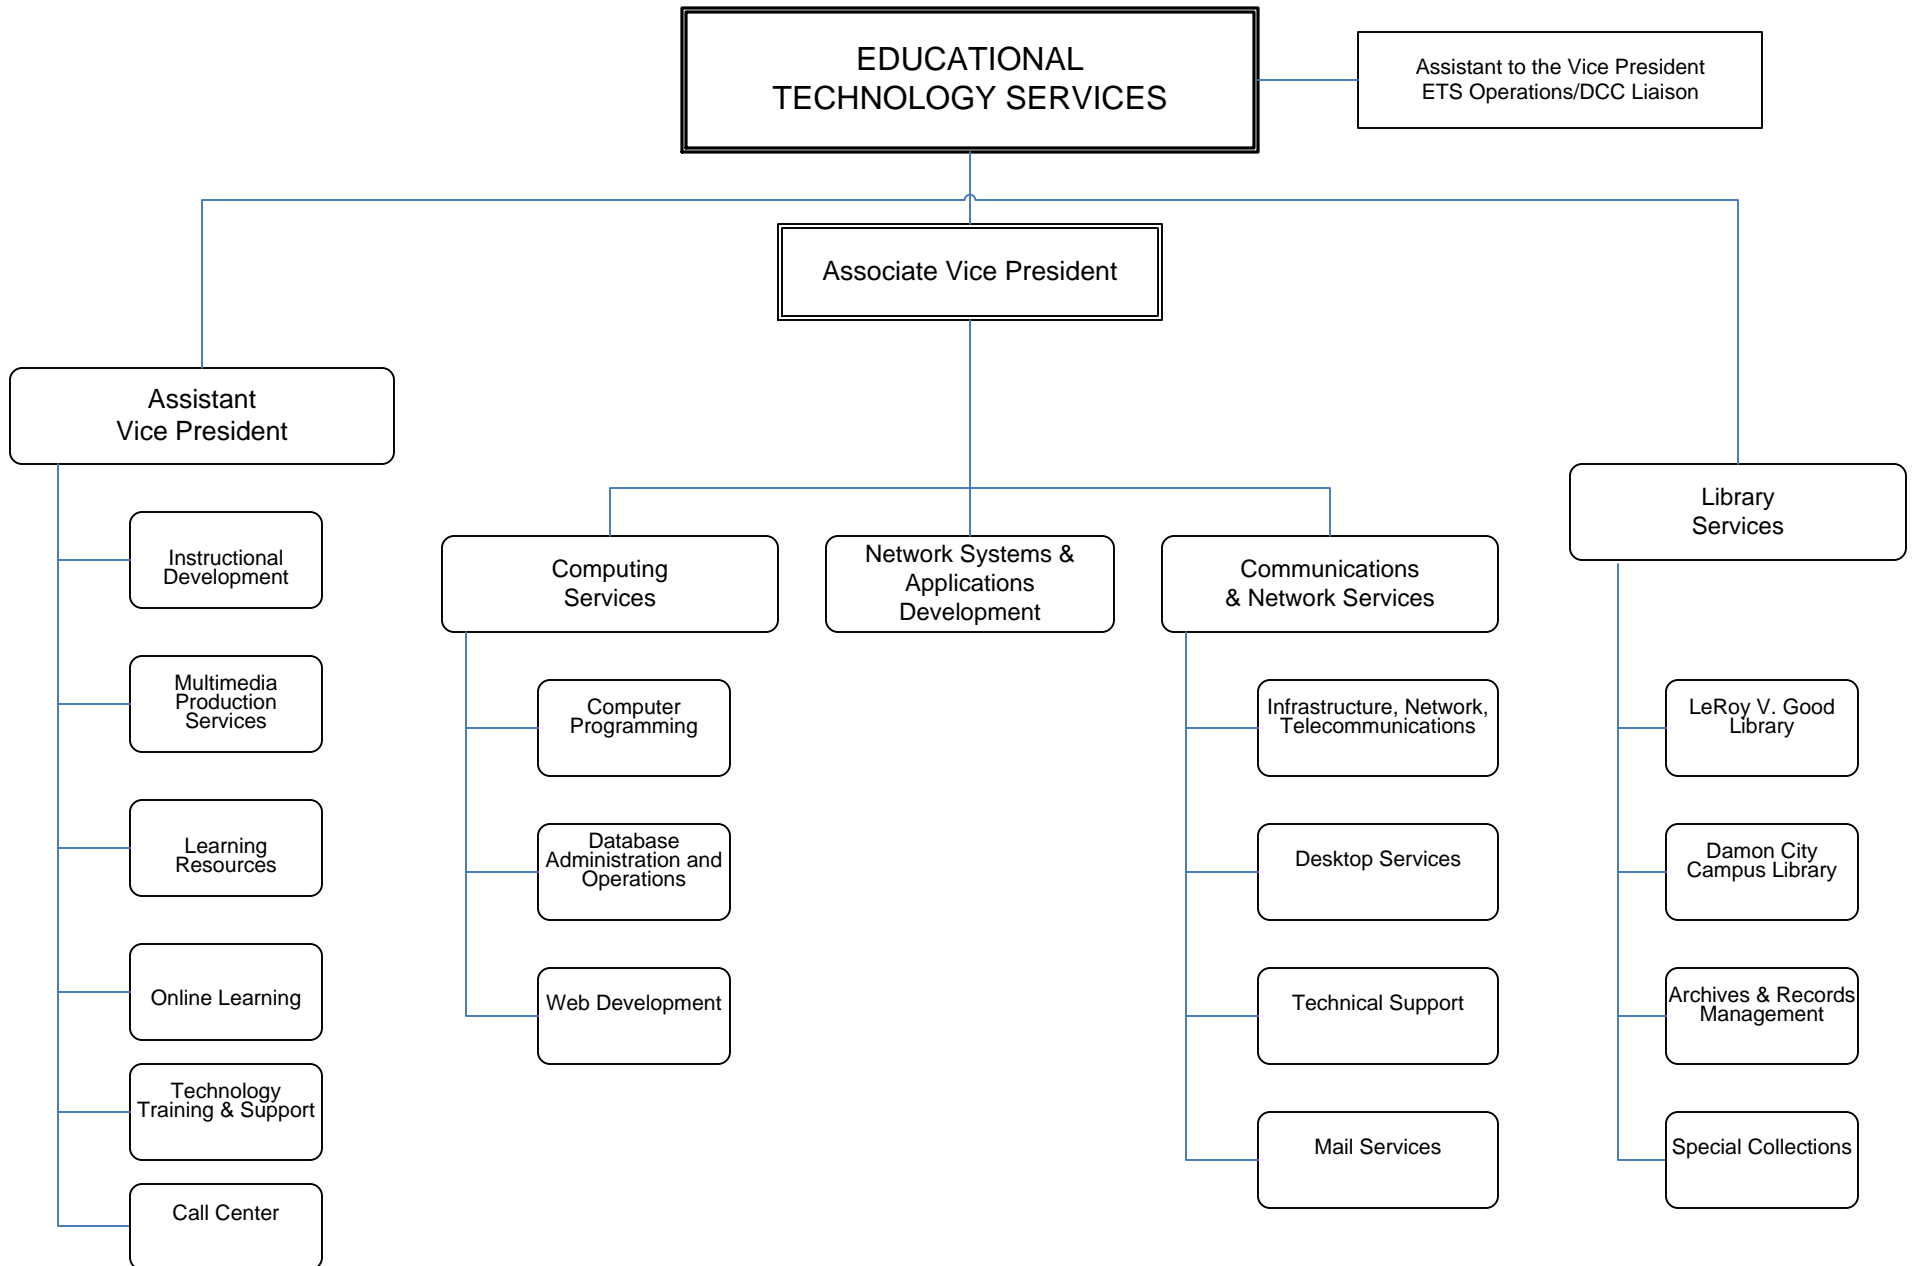 EDUCATIONAL
TECHNOLOGY SERVICES
Assistant to the Vice President
ETS Operations/DCC Liaison
Associate Vice President
Assistant
Vice President
Instructional
Development
Multimedia
Production
Services
Learning
Resources
Online Learning
Technology
Training & Support
Call Center
Computing
Services
Computer
Programming
Database
Administration and
Operations
Web Development
Network Systems &
Applications
Development
Communications
& Network Services
Infrastructure, Network,
Telecommunications
Desktop Services
Technical Support
Mail Services
Library
Services
LeRoy V. Good
Library
Damon City
Campus Library
Archives & Records
Management
Special Collections